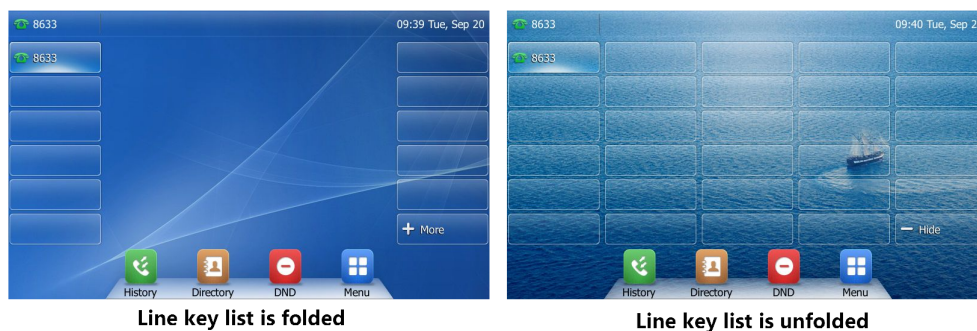 8633
09:39 Tue, Sep 20
8633
+ More
History
Directory
DND
Menu
Line key list is folded
8633
09:40 Tue, Sep 2
8633
− Hide
History
Directory
DND
Menu
Line key list is unfolded